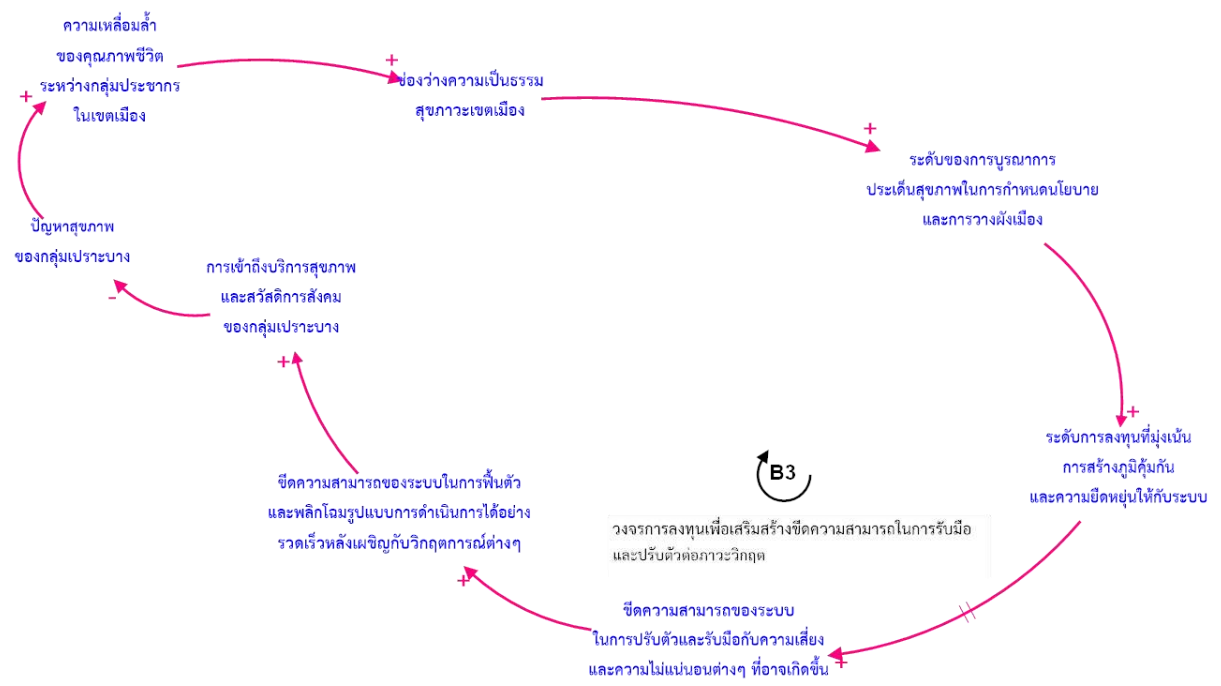 ความเหลื่อมล้ำ
ของคุณภาพชีวิต
ระหว่างกลุ่มประชากร
ในเขตเมือง
+
+
ช่องว่างความเป็นธรรม
สุขภาวะเขตเมือง
+
ระดับของการบูรณาการ
ประเด็นสุขภาพในการกำหนดนโยบาย
และการวางผังเมือง
+
ระดับการลงทุนที่มุ่งเน้น
การสร้างภูมิคุ้มกัน
และความยืดหยุ่นให้กับระบบ
B3
วงจรการลงทุนเพื่อเสริมสร้างขีดความสามารถในการรับมือ
และปรับตัวต่อภาวะวิกฤต
ขีดความสามารถของระบบ
ในการปรับตัวและรับมือกับความเสี่ยง
และความไม่แน่นอนต่างๆ ที่อาจเกิดขึ้น
+
+
ขีดความสามารถของระบบในการฟื้นตัว
และพลิกโฉมรูปแบบการดำเนินการได้อย่าง
รวดเร็วหลังเผชิญกับวิกฤตการณ์ต่างๆ
+
การเข้าถึงบริการสุขภาพ
และสวัสดิการสังคม
ของกลุ่มเปราะบาง
-
ปัญหาสุขภาพ
ของกลุ่มเปราะบาง